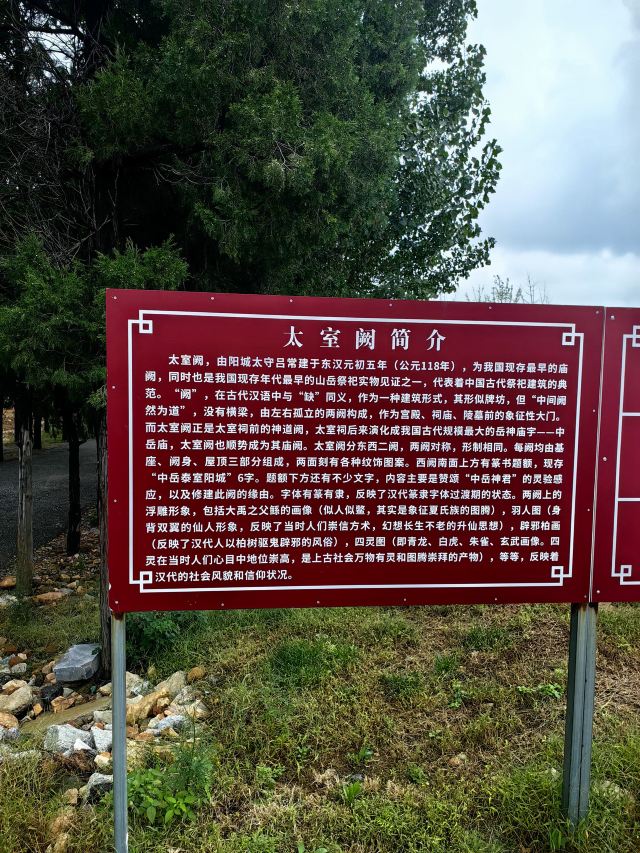 太室阙简介
太室阙，由阳城太守吕常建于东汉元初五年（公元118年），为我国现存最早的庙
阙，同时也是我国现存年代最早的山岳祭祀实物见证之一，代表着中国古代祭祀建筑的典
范。“阙”，在古代汉语中与“缺”同义，作为一种建筑形式，其形似牌坊，但“中间阙
然为道”，没有横梁，由左右孤立的两阙构成，作为宫殿、祠庙、陵墓前的象征性大门。
而太室阙正是太室祠前的神道阙，太室祠后来演化成我国古代规模最大的岳神庙宇——中
岳庙，太室阙也顺势成为其庙阙。太室阙分东西二阙，两阙对称，形制相同。每阙均由基
座、阙身、屋顶三部分组成，两面刻有各种纹饰图案。西阙南面上方有篆书题额，现存
“中岳泰室阳城”6字。题额下方还有不少文字，内容主要是赞颂“中岳神君”的灵验感
应，以及修建此阙的缘由。字体有篆有隶，反映了汉代篆隶字体过渡期的状态。两阙上的
浮雕形象，包括大禹之父鲧的画像（似人似鳖，其实是象征夏氏族的图腾），羽人图（身
背双翼的仙人形象，反映了当时人们崇信方术，幻想长生不老的升仙思想），辟邪柏画
（反映了汉代人以柏树驱鬼辟邪的风俗），四灵图（即青龙、白虎、朱雀、玄武画像。四
灵在当时人们心目中地位崇高，是上古社会万物有灵和图腾崇拜的产物），等等，反映着
汉代的社会风貌和信仰状况。